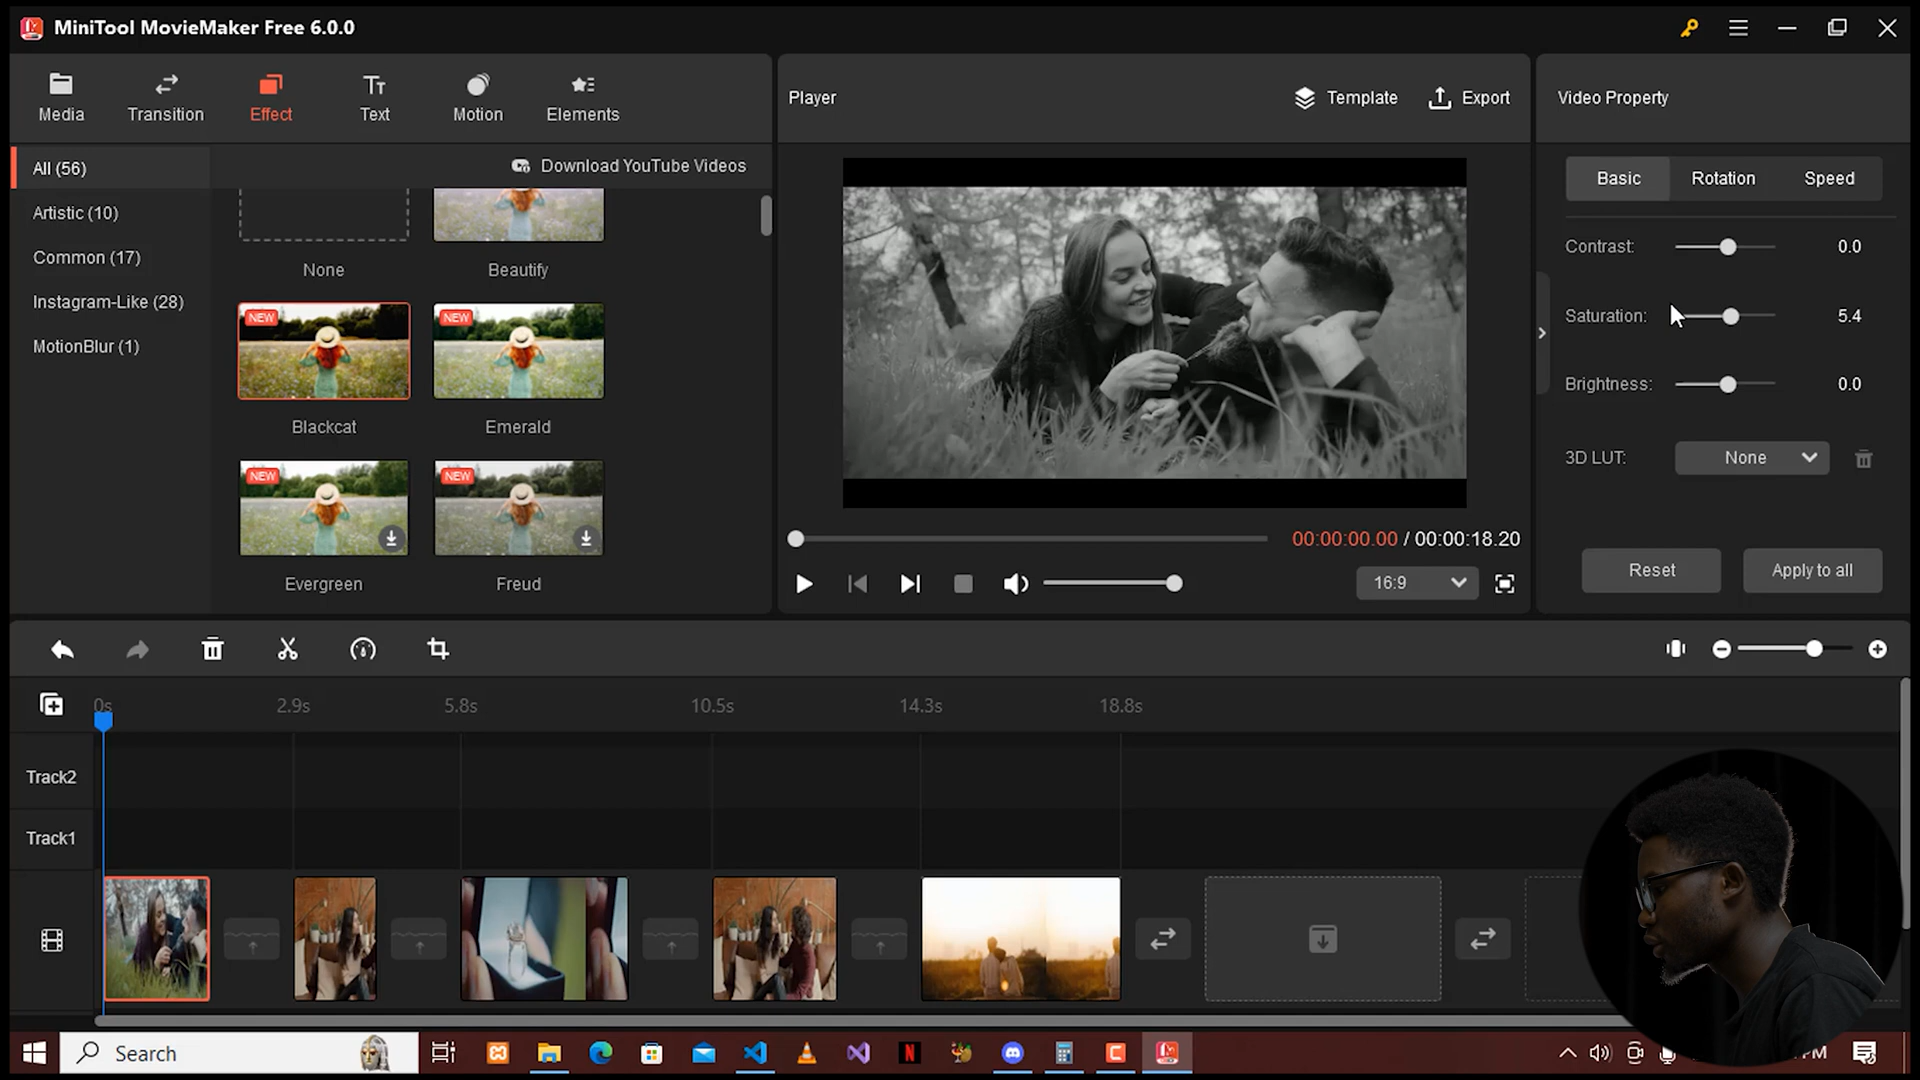 MiniTool MovieMaker Free 6.0.0
Media
Transition
Effect
Text
Motion
Elements
Player
Template
Export
Video Property
All (56)
Download YouTube Videos
Artistic (10)
Common (17)
Instagram-Like (28)
MotionBlur (1)
None
Beautify
NEW
NEW
Blackcat
Emerald
NEW
NEW
Evergreen
Freud
00:00:00.00 / 00:00:18.20
16:9
Basic
Rotation
Speed
Contrast:
0.0
Saturation:
5.4
Brightness:
0.0
3D LUT:
None
Reset
Apply to all
0s
2.9s
5.8s
10.5s
14.3s
18.8s
Track2
Track1
Search
PM